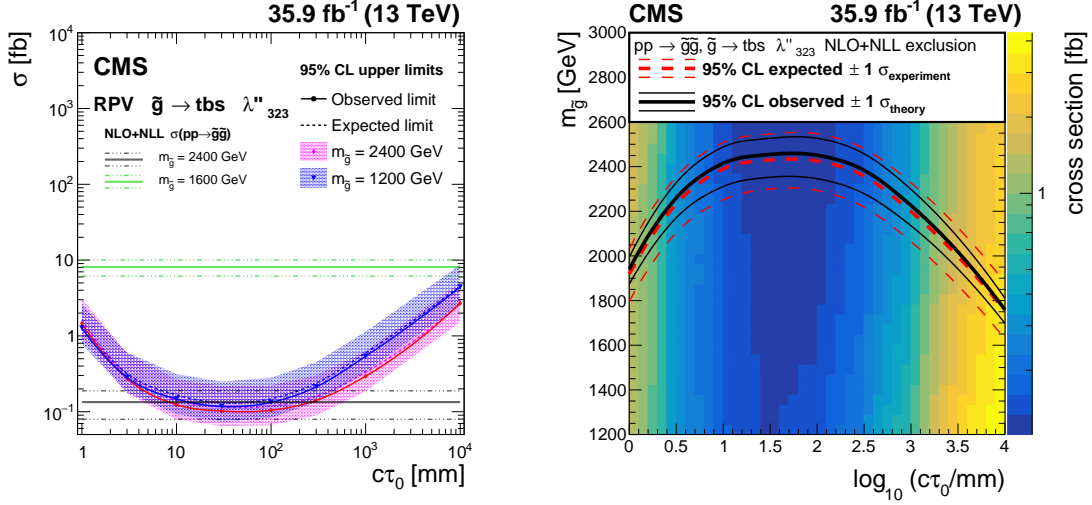 35.9 fb⁻¹ (13 TeV)
σ [fb]
10⁴
10³
10²
10
1
10⁻¹
CMS
RPV g̃ → tbs λ''₃₂₃
NLO+NLL σ(pp→g̃g̃)
m_g̃ = 2400 GeV
m_g̃ = 1600 GeV
95% CL upper limits
Observed limit
Expected limit
m_g̃ = 2400 GeV
m_g̃ = 1200 GeV
1 10 10² 10³ 10⁴
cτ₀ [mm]
CMS 35.9 fb⁻¹ (13 TeV)
m_g̃ [GeV]
3000
2800
2600
2400
2200
2000
1800
1600
1400
1200
pp → g̃g̃, g̃ → tbs λ''₃₂₃ NLO+NLL exclusion
95% CL expected ± 1 σ_experiment
95% CL observed ± 1 σ_theory
0 0.5 1 1.5 2 2.5 3 3.5 4
log₁₀ (cτ₀/mm)
1
cross section [fb]